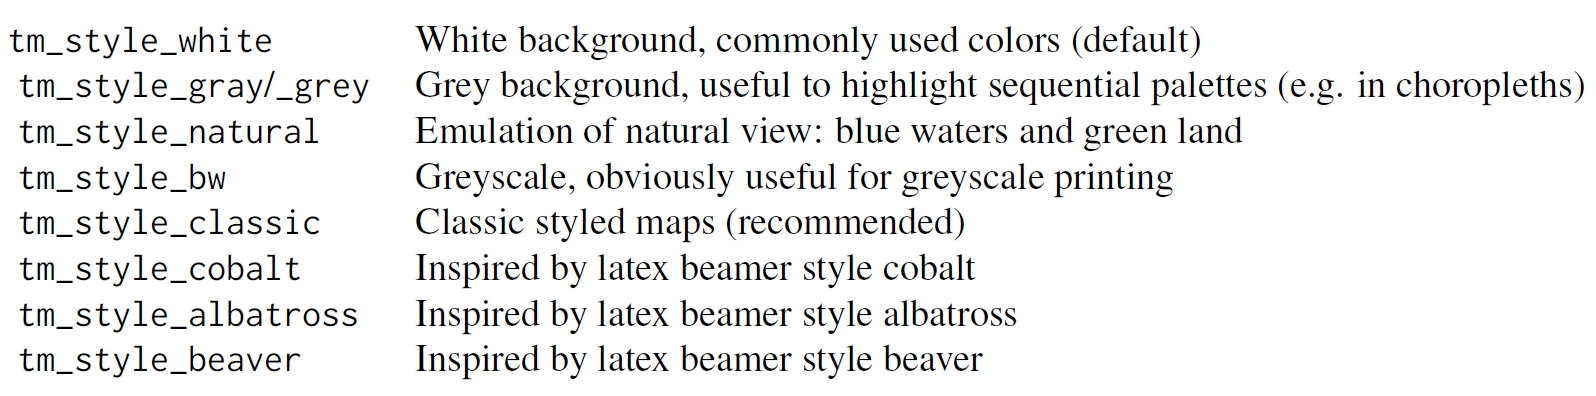 tm_style_white White background, commonly used colors (default)
tm_style_gray/_grey Grey background, useful to highlight sequential palettes (e.g. in choropleths)
tm_style_natural Emulation of natural view: blue waters and green land
tm_style_bw Greyscale, obviously useful for greyscale printing
tm_style_classic Classic styled maps (recommended)
tm_style_cobalt Inspired by latex beamer style cobalt
tm_style_albatross Inspired by latex beamer style albatross
tm_style_beaver Inspired by latex beamer style beaver